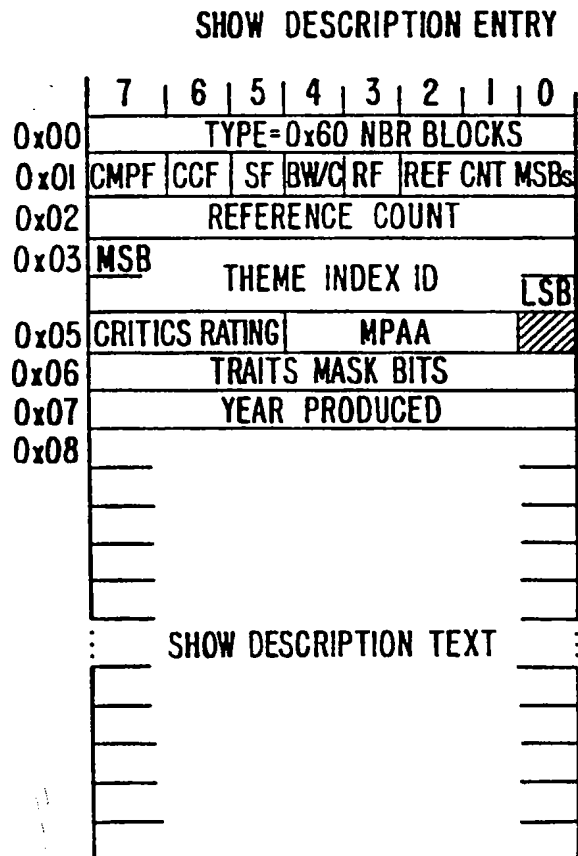 SHOW DESCRIPTION ENTRY
7 6 5 4 3 2 1 0
0x00 TYPE=0x60 NBR BLOCKS
0x01 CMPF CCF SF BW/C RF REF CNT MSBs
0x02 REFERENCE COUNT
0x03 MSB THEME INDEX ID LSB
0x05 CRITICS RATING MPAA
0x06 TRAITS MASK BITS
0x07 YEAR PRODUCED
0x08
SHOW DESCRIPTION TEXT